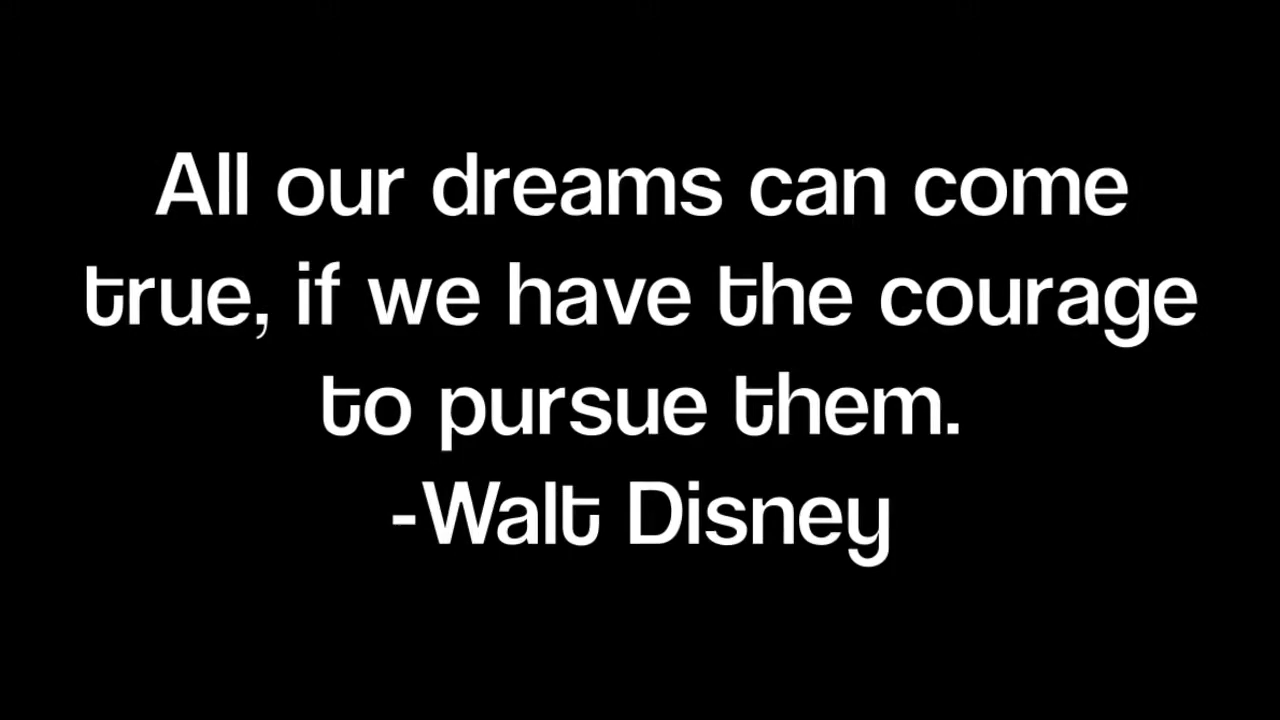 All our dreams can come
true, if we have the courage
to pursue them.
-Walt Disney